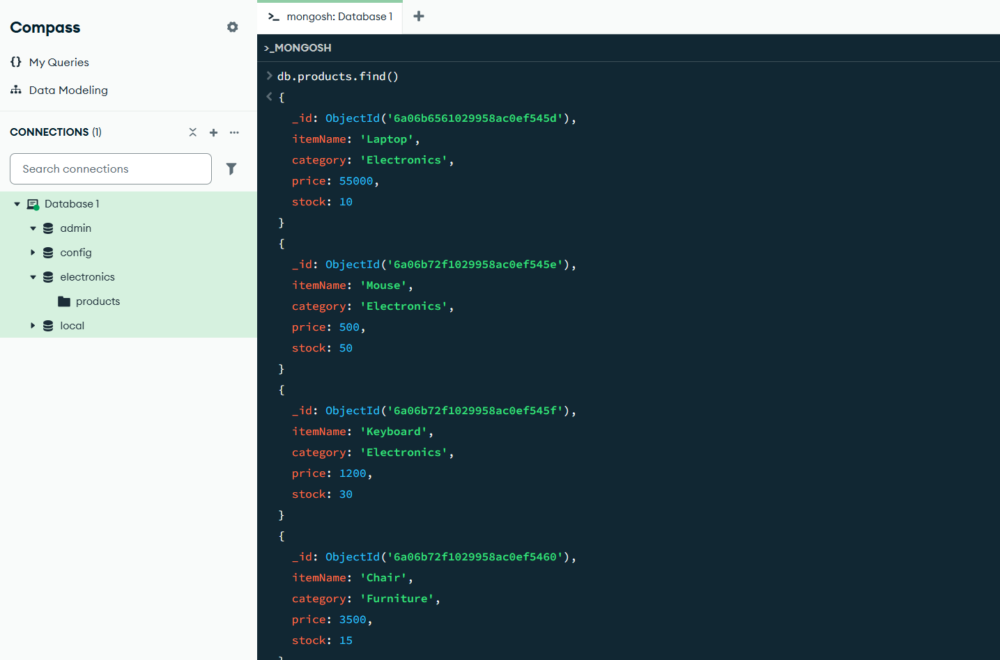 Compass
My Queries
Data Modeling
CONNECTIONS (1)
Search connections
Database 1
admin
config
electronics
products
local
mongosh: Database 1
>_MONGOSH
db.products.find()
{
_id: ObjectId('6a06b6561029958ac0ef545d'),
itemName: 'Laptop',
category: 'Electronics',
price: 55000,
stock: 10
}
{
_id: ObjectId('6a06b72f1029958ac0ef545e'),
itemName: 'Mouse',
category: 'Electronics',
price: 500,
stock: 50
}
{
_id: ObjectId('6a06b72f1029958ac0ef545f'),
itemName: 'Keyboard',
category: 'Electronics',
price: 1200,
stock: 30
}
{
_id: ObjectId('6a06b72f1029958ac0ef5460'),
itemName: 'Chair',
category: 'Furniture',
price: 3500,
stock: 15
}